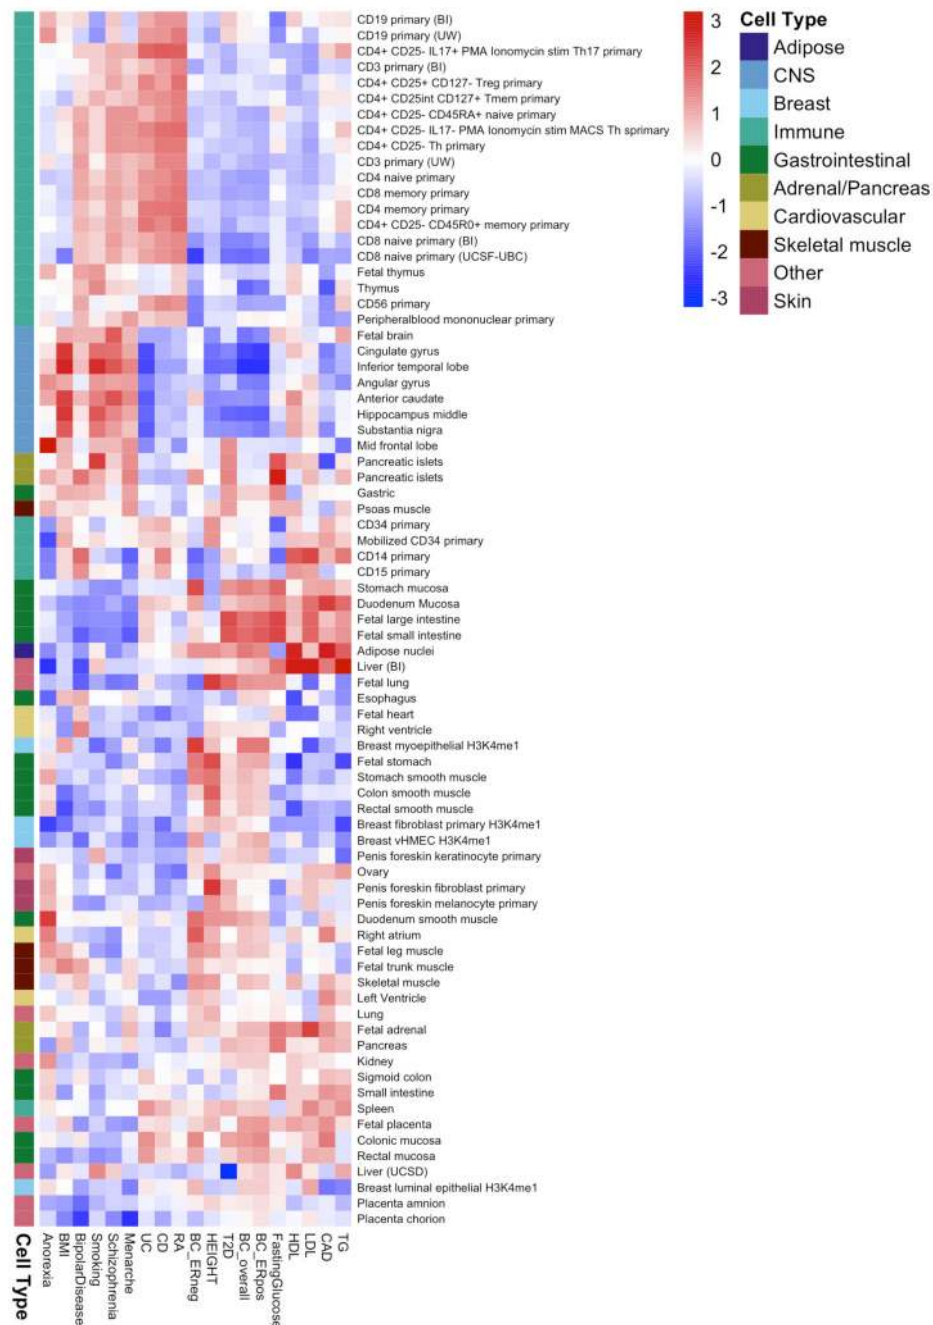 CD19 primary (BI)
CD19 primary (UW)
CD4+ CD25- IL17+ PMA Ionomycin stim Th17 primary
CD3 primary (BI)
CD4+ CD25+ CD127- Treg primary
CD4+ CD25int CD127+ Tmem primary
CD4+ CD25- CD45RA+ naive primary
CD4+ CD25- IL17- PMA Ionomycin stim MACS Th sprimary
CD4+ CD25- Th primary
CD3 primary (UW)
CD4 naive primary
CD8 memory primary
CD4 memory primary
CD4+ CD25- CD45R0+ memory primary
CD8 naive primary (BI)
CD8 naive primary (UCSF-UBC)
Fetal thymus
Thymus
CD56 primary
Peripheralblood mononuclear primary
Fetal brain
Cingulate gyrus
Inferior temporal lobe
Angular gyrus
Anterior caudate
Hippocampus middle
Substantia nigra
Mid frontal lobe
Pancreatic islets
Pancreatic islets
Gastric
Psoas muscle
CD34 primary
Mobilized CD34 primary
CD14 primary
CD15 primary
Stomach mucosa
Duodenum Mucosa
Fetal large intestine
Fetal small intestine
Adipose nuclei
Liver (BI)
Fetal lung
Esophagus
Fetal heart
Right ventricle
Breast myoepithelial H3K4me1
Fetal stomach
Stomach smooth muscle
Colon smooth muscle
Rectal smooth muscle
Breast fibroblast primary H3K4me1
Breast vHMEC H3K4me1
Penis foreskin keratinocyte primary
Ovary
Penis foreskin fibroblast primary
Penis foreskin melanocyte primary
Duodenum smooth muscle
Right atrium
Fetal leg muscle
Fetal trunk muscle
Skeletal muscle
Left Ventricle
Lung
Fetal adrenal
Pancreas
Kidney
Sigmoid colon
Small intestine
Spleen
Fetal placenta
Colonic mucosa
Rectal mucosa
Liver (UCSD)
Breast luminal epithelial H3K4me1
Placenta amnion
Placenta chorion
Cell Type
Anorexia
BMI
BipolarDisease
Smoking
Schizophrenia
Menarche
UC
CD
RA
BC_ERneg
HEIGHT
T2D
BC_overall
BC_ERpos
FastingGlucose
HDL
LDL
CAD
TG
3
2
1
0
-1
-2
-3
Cell Type
Adipose
CNS
Breast
Immune
Gastrointestinal
Adrenal/Pancreas
Cardiovascular
Skeletal muscle
Other
Skin